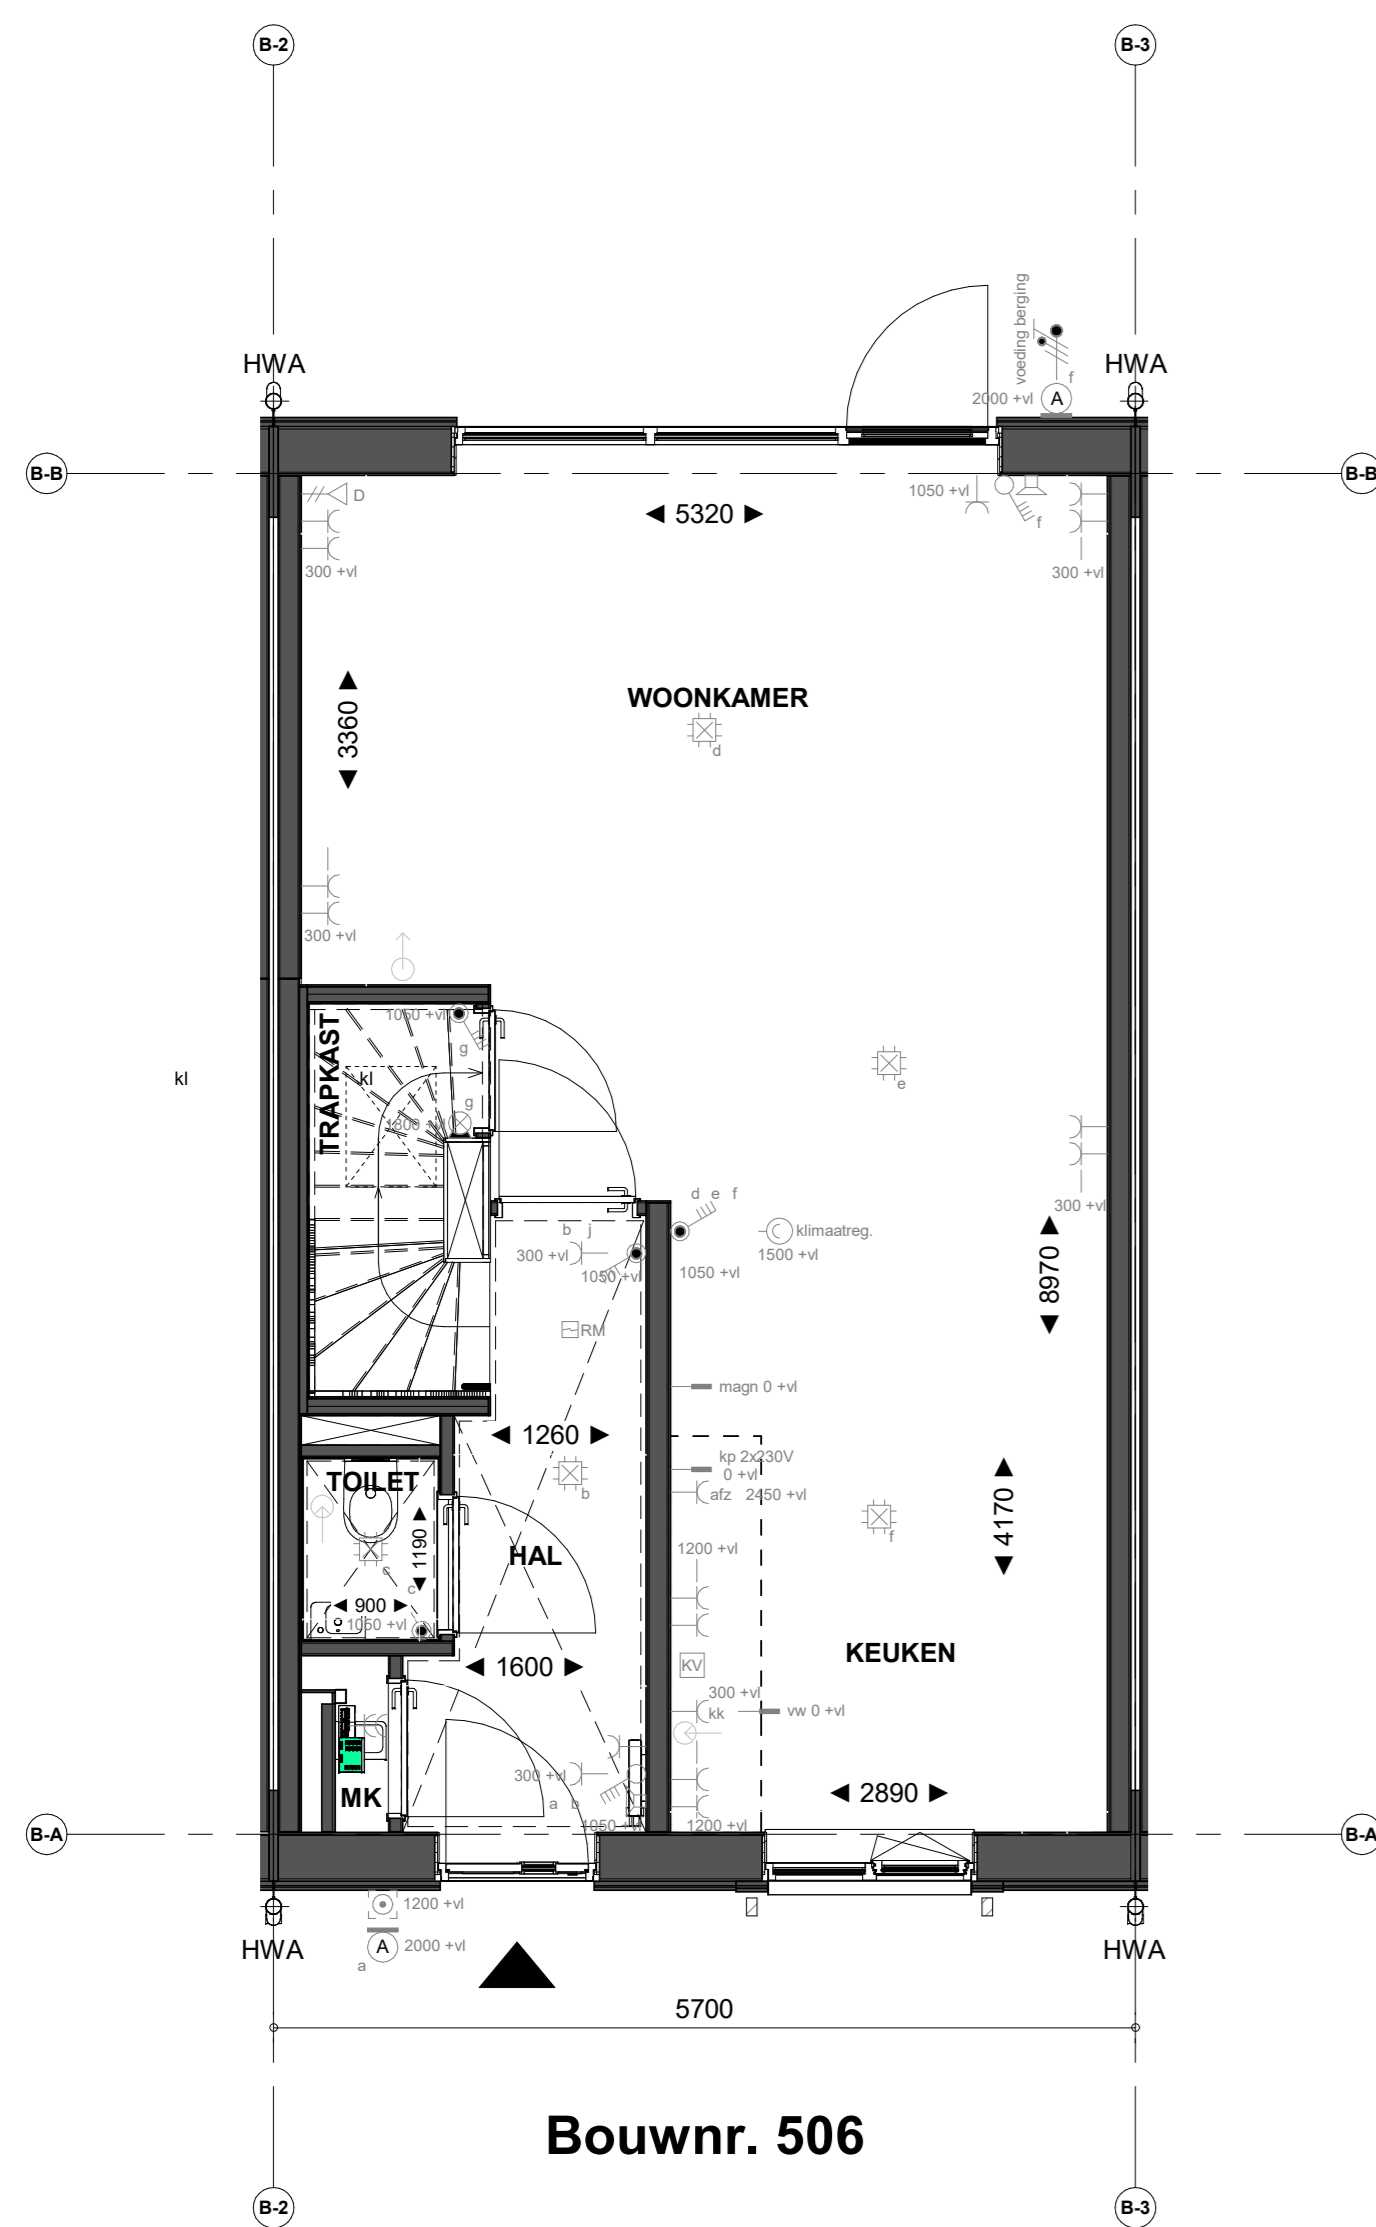 B-2 B-3
voeding berging
HWA HWA
f
2000 +vl A
B-B B-B
D 1050 +vl
5320 f
300 +vl 300 +vl
WOONKAMER
3360
d
300 +vl
1050 +vl
TRAPKAST
g
e
kl kl
g
1800 +vl
d e f
300 +vl
b j klimaatreg.
300 +vl 1500 +vl
1050 +vl 1050 +vl
8970
RM
magn 0 +vl
1260
kp 2x230V
0 +vl
TOILET
b afz 2450 +vl
4170
f
1190
HAL 1200 +vl
c
c
900
1050 +vl
KEUKEN
1600 KV
300 +vl
kk vw 0 +vl
300 +vl
2890
MK a b
1050 +vl 1200 +vl
B-A B-A
1200 +vl
A 2000 +vl
a
HWA HWA
5700
Bouwnr. 506
B-2 B-3